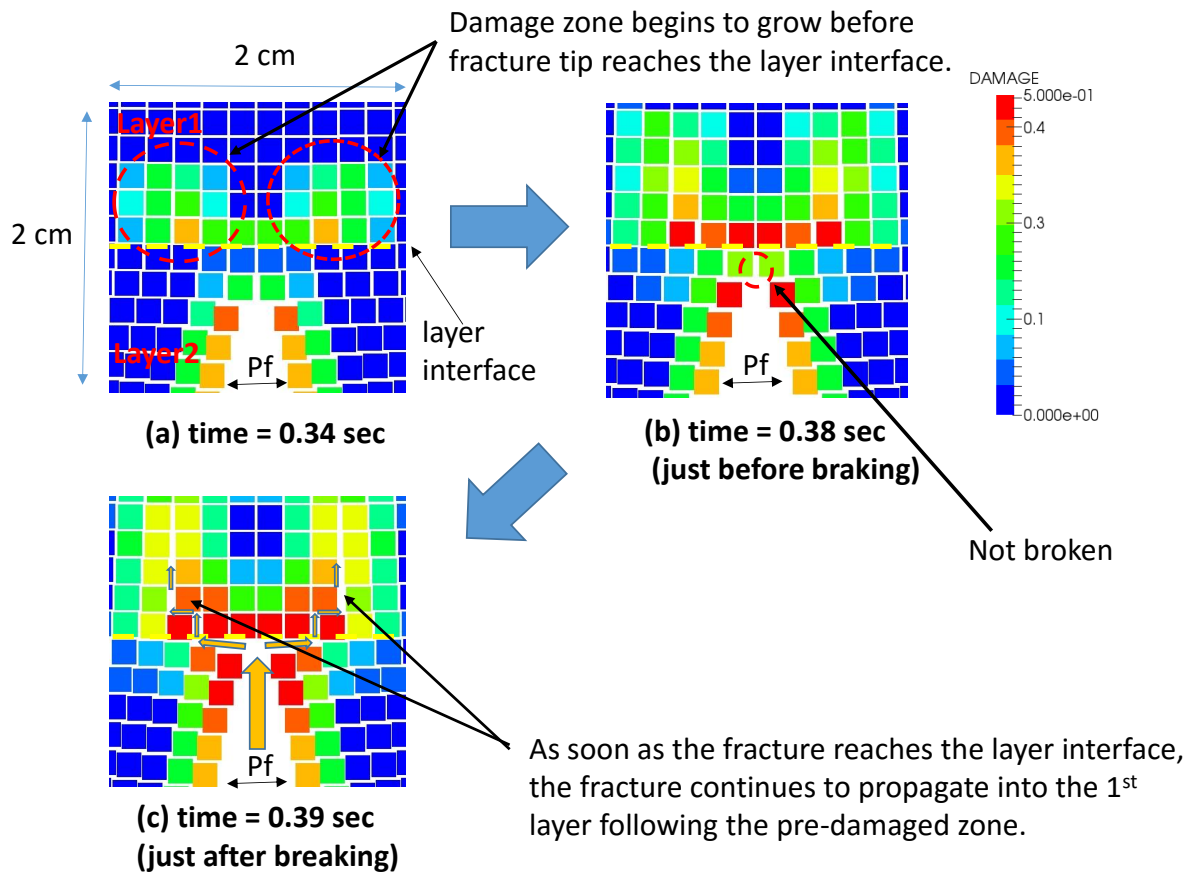 Damage zone begins to grow before
fracture tip reaches the layer interface.
2 cm
2 cm
Layer1
Layer2
Pf
layer
interface
(a) time = 0.34 sec
Pf
(b) time = 0.38 sec
(just before braking)
DAMAGE
5.000e-01
0.4
0.3
0.1
0.000e+00
Not broken
Pf
(c) time = 0.39 sec
(just after breaking)
As soon as the fracture reaches the layer interface,
the fracture continues to propagate into the 1st
layer following the pre-damaged zone.